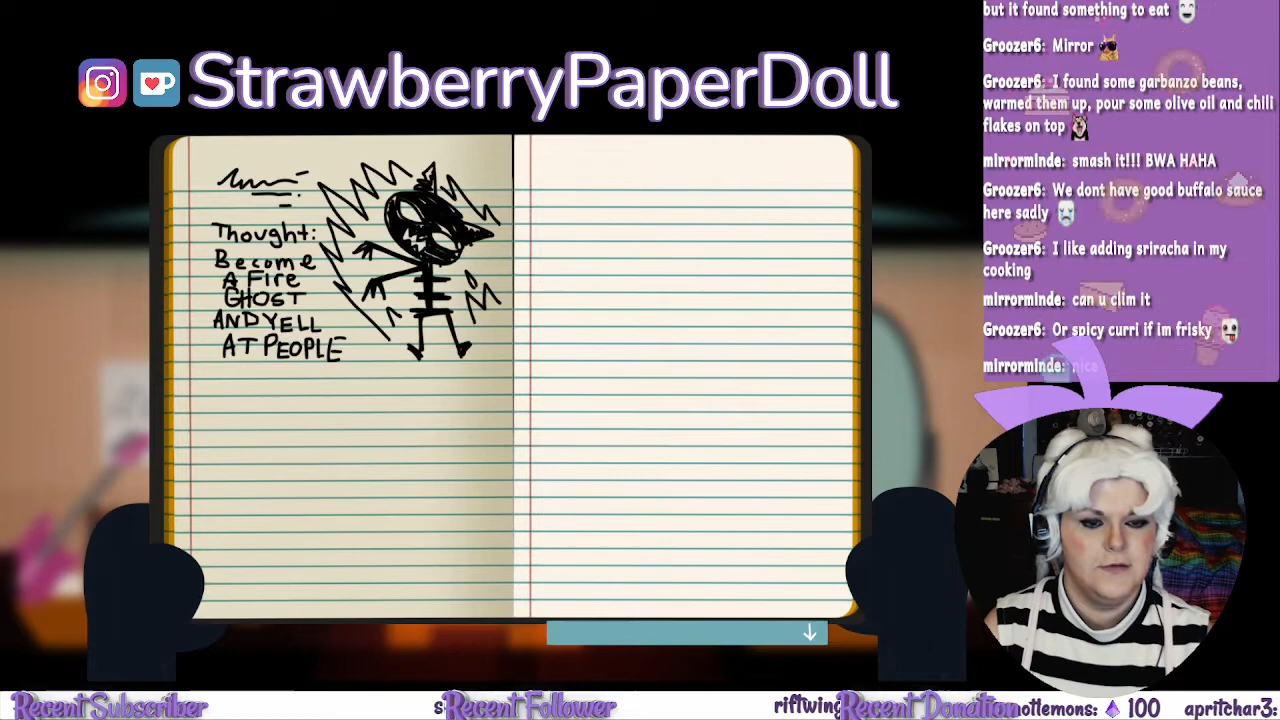 StrawberryPaperDoll
Thought:
Become
A Fire
GHOST
AND YELL
AT PEOPLE
but it found something to eat
Groozer6: Mirror
Groozer6: I found some garbanzo beans,
warmed them up, pour some olive oil and chili
flakes on top
mirrorminde: smash it!!! BWA HAHA
Groozer6: We dont have good buffalo sauce
here sadly
Groozer6: I like adding sriracha in my
cooking
mirrorminde: can u clim it
Groozer6: Or spicy curri if im frisky
mirrorminde: nice
Recent Subscriber
Recent Follower
riftwing
Recent Donation
nottlemons: 100
apritchar3: